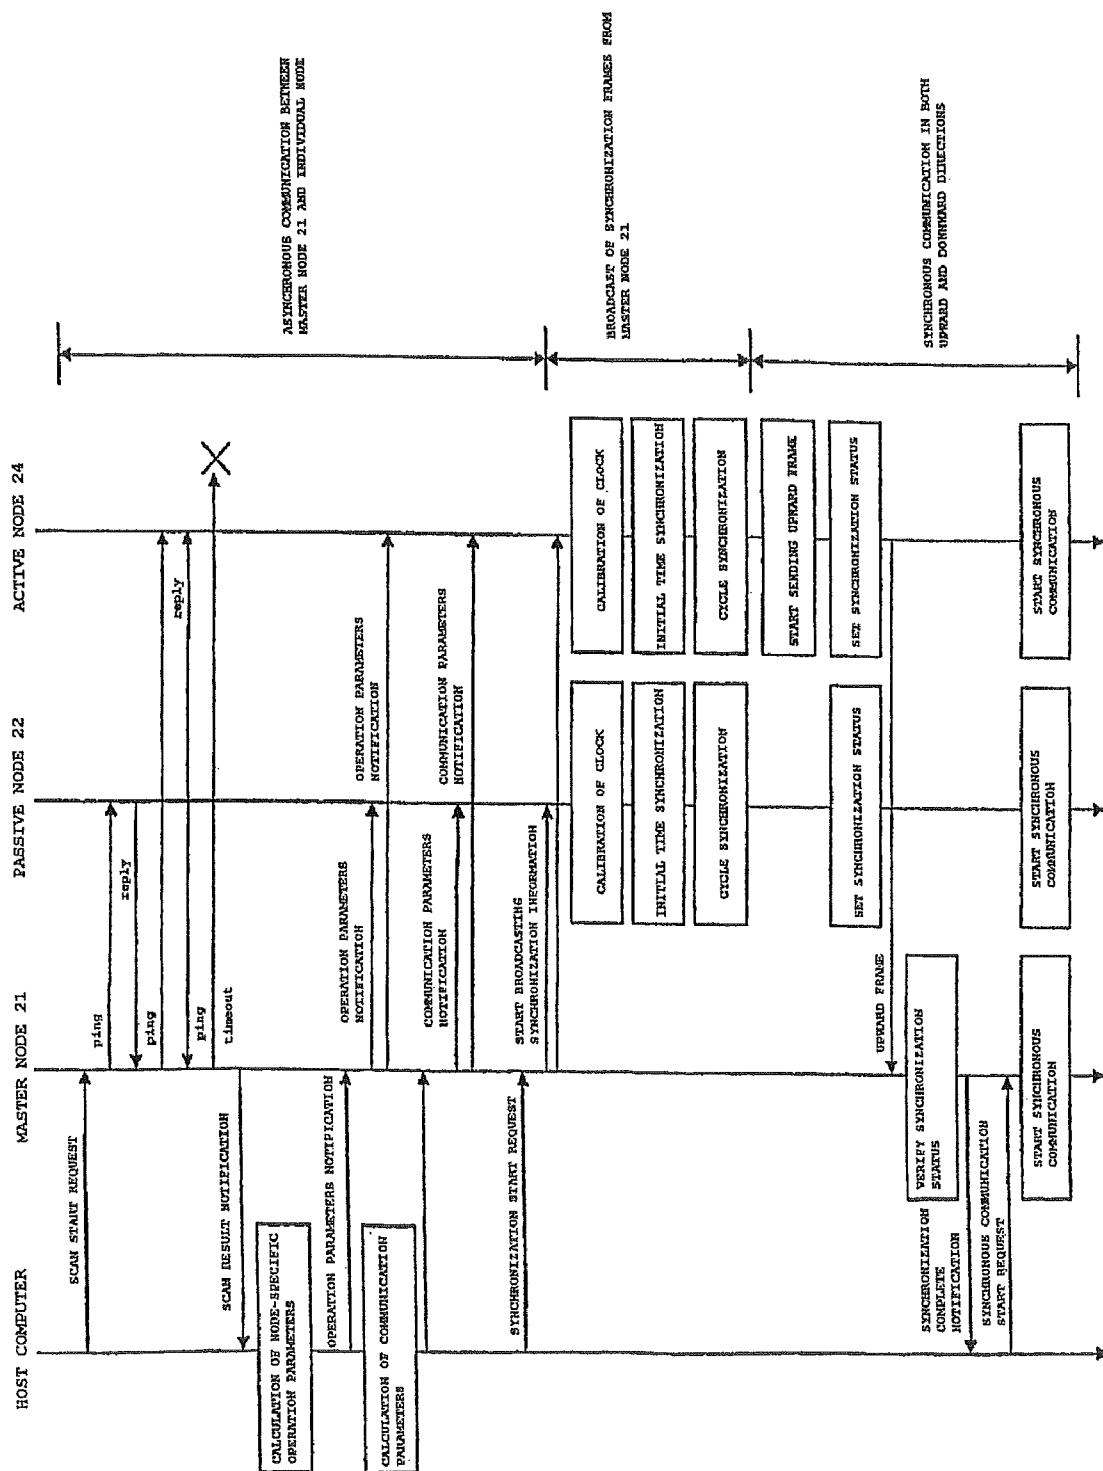 HOST COMPUTER
MASTER NODE 21
PASSIVE NODE 22
ACTIVE NODE 24
SCAN START REQUEST
ping
reply
ping
reply
ping
timeout
SCAN RESULT NOTIFICATION
CALCULATION OF NODE-SPECIFIC
OPERATION PARAMETERS
OPERATION PARAMETERS NOTIFICATION
OPERATION PARAMETERS
NOTIFICATION
OPERATION PARAMETERS
NOTIFICATION
CALCULATION OF COMMUNICATION
PARAMETERS
COMMUNICATION PARAMETERS
NOTIFICATION
COMMUNICATION PARAMETERS
NOTIFICATION
SYNCHRONIZATION START REQUEST
START BROADCASTING
SYNCHRONIZATION INFORMATION
CALIBRATION OF CLOCK
CALIBRATION OF CLOCK
INITIAL TIME SYNCHRONIZATION
INITIAL TIME SYNCHRONIZATION
CYCLE SYNCHRONIZATION
CYCLE SYNCHRONIZATION
START SENDING UPWARD FRAME
SET SYNCHRONIZATION STATUS
SET SYNCHRONIZATION STATUS
UPWARD FRAME
VERIFY SYNCHRONIZATION
STATUS
SYNCHRONIZATION
COMPLETE
NOTIFICATION
SYNCHRONOUS COMMUNICATION
START REQUEST
START SYNCHRONOUS
COMMUNICATION
START SYNCHRONOUS
COMMUNICATION
START SYNCHRONOUS
COMMUNICATION
ASYNCHRONOUS COMMUNICATION BETWEEN
MASTER NODE 21 AND INDIVIDUAL NODE
BROADCAST OF SYNCHRONIZATION FRAMES FROM
MASTER NODE 21
SYNCHRONOUS COMMUNICATION IN BOTH
UPWARD AND DOWNWARD DIRECTIONS